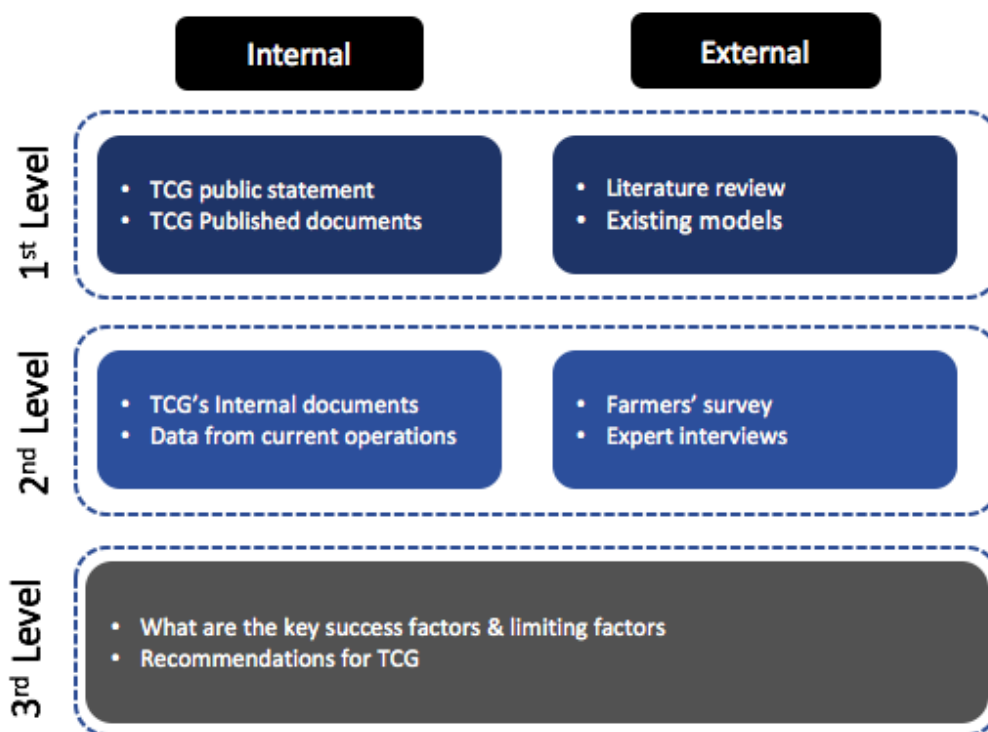 Internal
External
1st Level
• TCG public statement
• TCG Published documents
• Literature review
• Existing models
2nd Level
• TCG's Internal documents
• Data from current operations
• Farmers' survey
• Expert interviews
3rd Level
• What are the key success factors & limiting factors
• Recommendations for TCG